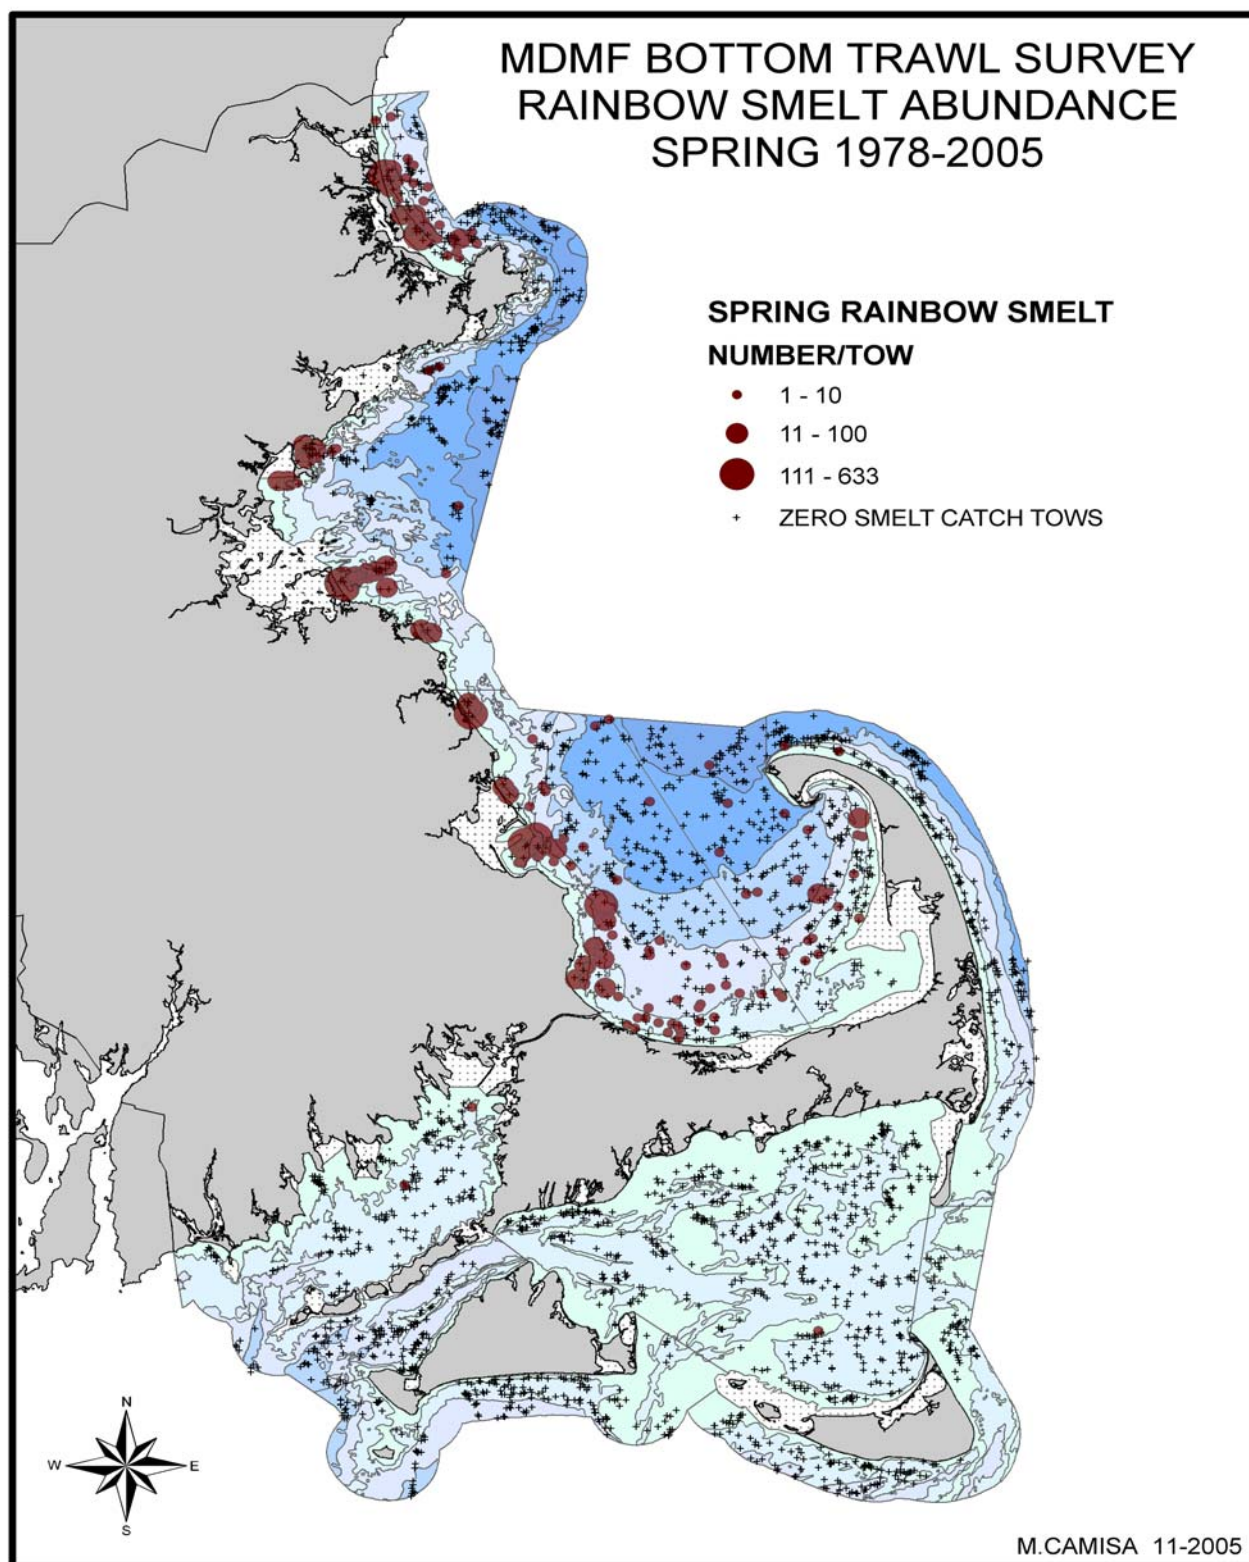 MDMF BOTTOM TRAWL SURVEY
RAINBOW SMELT ABUNDANCE
SPRING 1978-2005
SPRING RAINBOW SMELT
NUMBER/TOW
1 - 10
11 - 100
111 - 633
ZERO SMELT CATCH TOWS
N
W E
S
M.CAMISA 11-2005